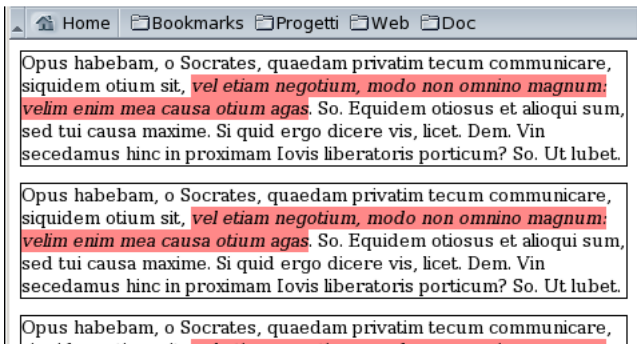 Home Bookmarks Progetti Web Doc
Opus habebam, o Socrates, quaedam privatim tecum communicare,
siquidem otium sit, vel etiam negotium, modo non omnino magnum:
velim enim mea causa otium agas. So. Equidem otiosus et alioqui sum,
sed tui causa maxime. Si quid ergo dicere vis, licet. Dem. Vin
secedamus hinc in proximam Iovis liberatoris porticum? So. Ut lubet.
Opus habebam, o Socrates, quaedam privatim tecum communicare,
siquidem otium sit, vel etiam negotium, modo non omnino magnum:
velim enim mea causa otium agas. So. Equidem otiosus et alioqui sum,
sed tui causa maxime. Si quid ergo dicere vis, licet. Dem. Vin
secedamus hinc in proximam Iovis liberatoris porticum? So. Ut lubet.
Opus habebam, o Socrates, quaedam privatim tecum communicare,